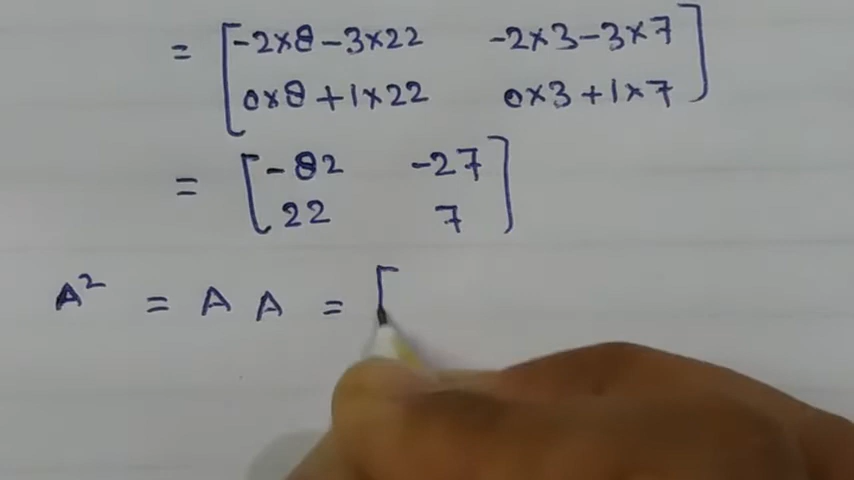 = [-2×8-3×22 -2×3-3×7
0×8+1×22 0×3+1×7]
= [-82 -27
22 7]
A² = A A = [